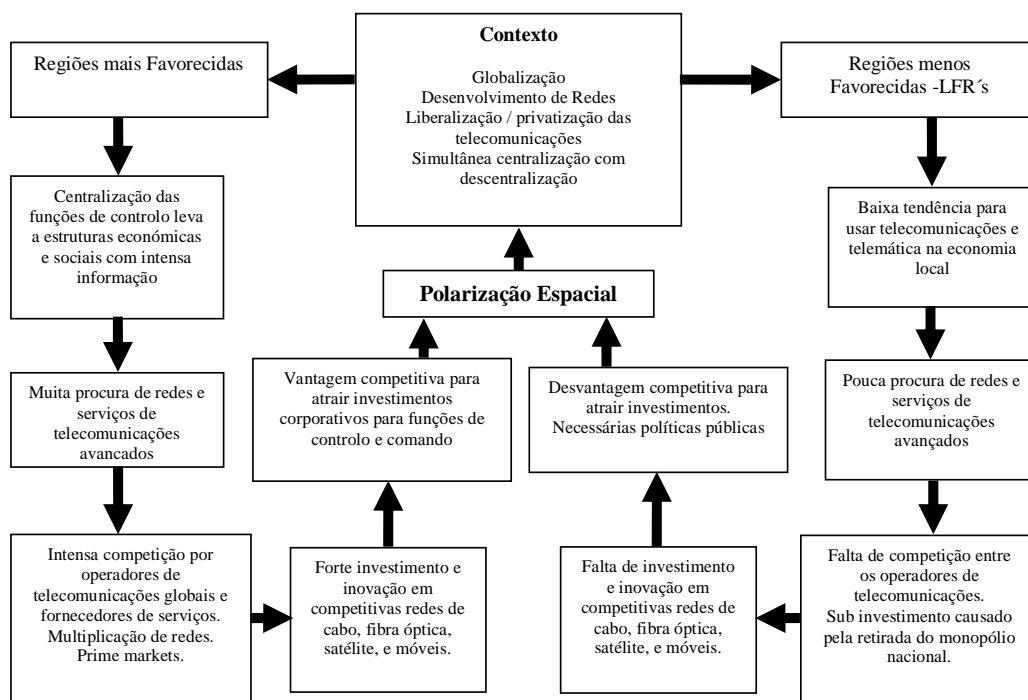 Contexto
Globalização
Desenvolvimento de Redes
Liberalização / privatização das
telecomunicações
Simultânea centralização com
descentralização
Regiões mais Favorecidas
Regiões menos
Favorecidas -LFR´s
Centralização das
funções de controlo leva
a estruturas económicas
e sociais com intensa
informação
Baixa tendência para
usar telecomunicações e
telemática na economia
local
Polarização Espacial
Muita procura de redes e
serviços de
telecomunicações
avancados
Vantagem competitiva para
atrair investimentos
corporativos para funções de
controlo e comando
Desvantagem competitiva para
atrair investimentos.
Necessárias políticas públicas
Pouca procura de redes e
serviços de
telecomunicações
avançados
Intensa competição por
operadores de
telecomunicações globais e
fornecedores de serviços.
Multiplicação de redes.
Prime markets.
Forte investimento e
inovação em
competitivas redes de
cabo, fibra óptica,
satélite, e móveis.
Falta de investimento
e inovação em
competitivas redes de
cabo, fibra óptica,
satélite, e móveis.
Falta de competição entre
os operadores de
telecomunicações.
Sub investimento causado
pela retirada do monopólio
nacional.